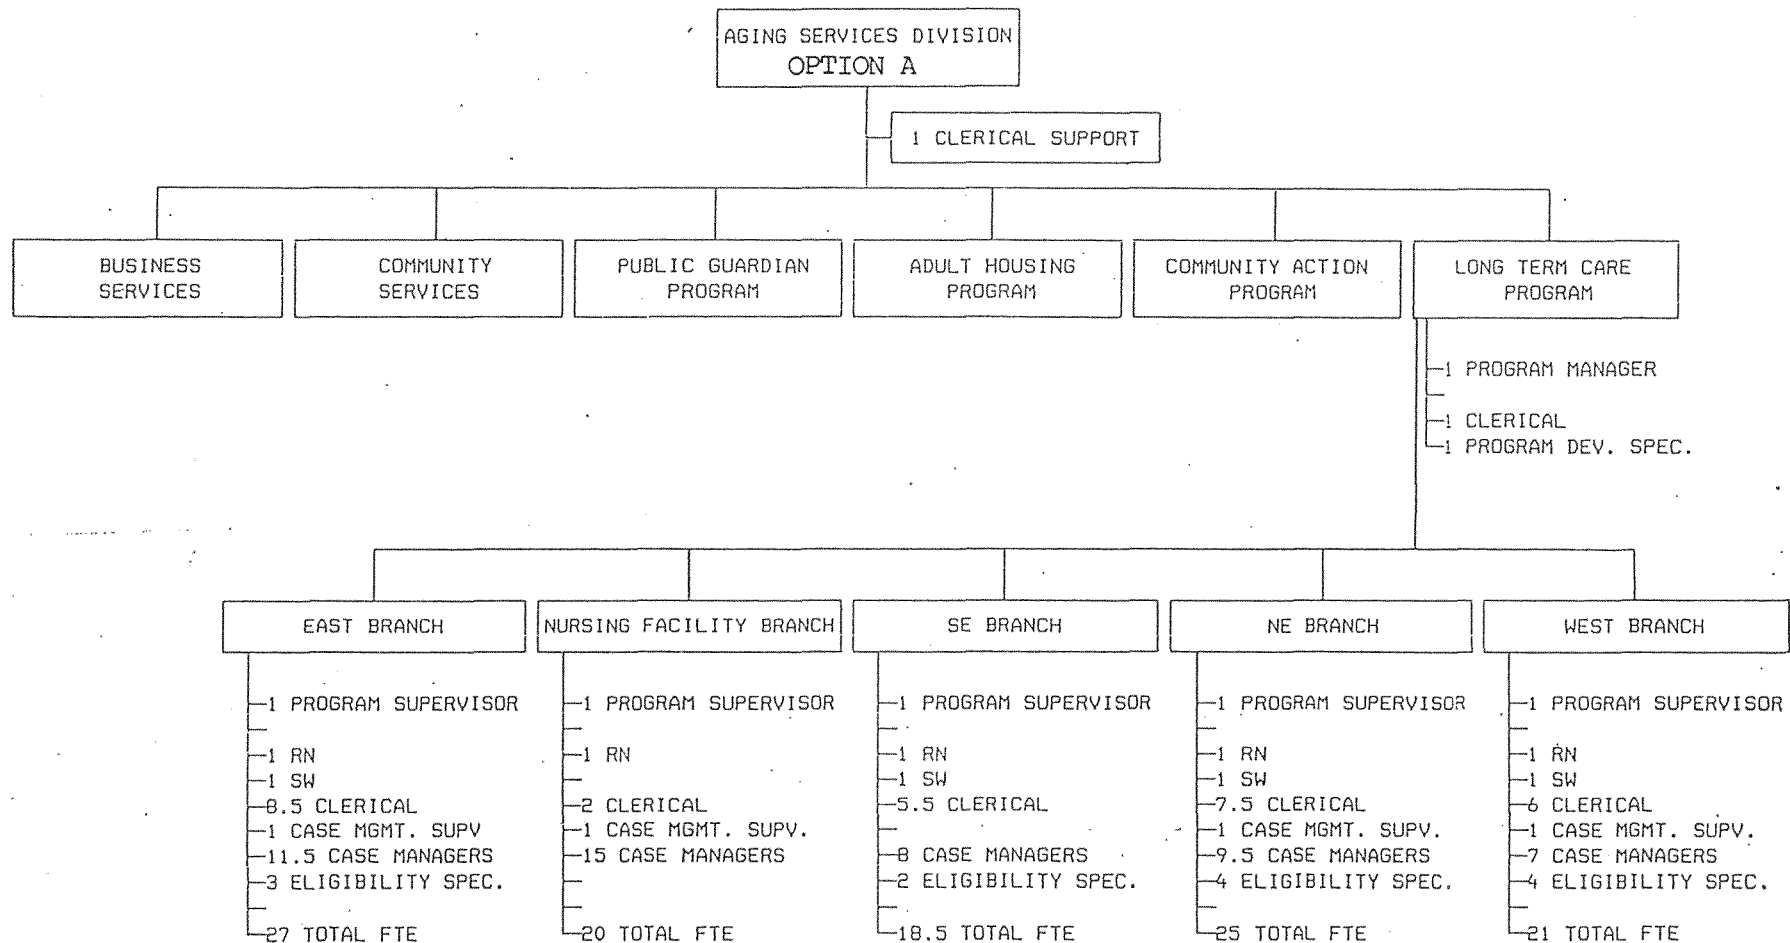 AGING SERVICES DIVISION
OPTION A
1 CLERICAL SUPPORT
BUSINESS
SERVICES
COMMUNITY
SERVICES
PUBLIC GUARDIAN
PROGRAM
ADULT HOUSING
PROGRAM
COMMUNITY ACTION
PROGRAM
LONG TERM CARE
PROGRAM
1 PROGRAM MANAGER
1 CLERICAL
1 PROGRAM DEV. SPEC.
EAST BRANCH
1 PROGRAM SUPERVISOR
1 RN
1 SW
8.5 CLERICAL
1 CASE MGMT. SUPV
11.5 CASE MANAGERS
3 ELIGIBILITY SPEC.
27 TOTAL FTE
NURSING FACILITY BRANCH
1 PROGRAM SUPERVISOR
1 RN
2 CLERICAL
1 CASE MGMT. SUPV.
15 CASE MANAGERS
20 TOTAL FTE
SE BRANCH
1 PROGRAM SUPERVISOR
1 RN
1 SW
5.5 CLERICAL
8 CASE MANAGERS
2 ELIGIBILITY SPEC.
18.5 TOTAL FTE
NE BRANCH
1 PROGRAM SUPERVISOR
1 RN
1 SW
7.5 CLERICAL
1 CASE MGMT. SUPV.
9.5 CASE MANAGERS
4 ELIGIBILITY SPEC.
25 TOTAL FTE
WEST BRANCH
1 PROGRAM SUPERVISOR
1 RN
1 SW
6 CLERICAL
1 CASE MGMT. SUPV.
7 CASE MANAGERS
4 ELIGIBILITY SPEC.
21 TOTAL FTE